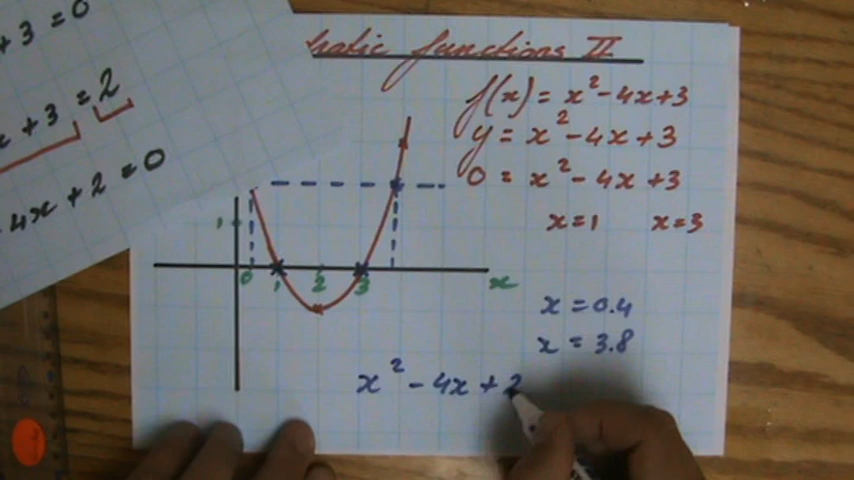 + 3 = 0
x + 3 = 2
4x + 2 = 0
ratic functions II
f(x) = x² - 4x + 3
y = x² - 4x + 3
0 = x² - 4x + 3
x = 1 x = 3
1
0 1 2 3 x
x = 0.4
x = 3.8
x² - 4x + 2